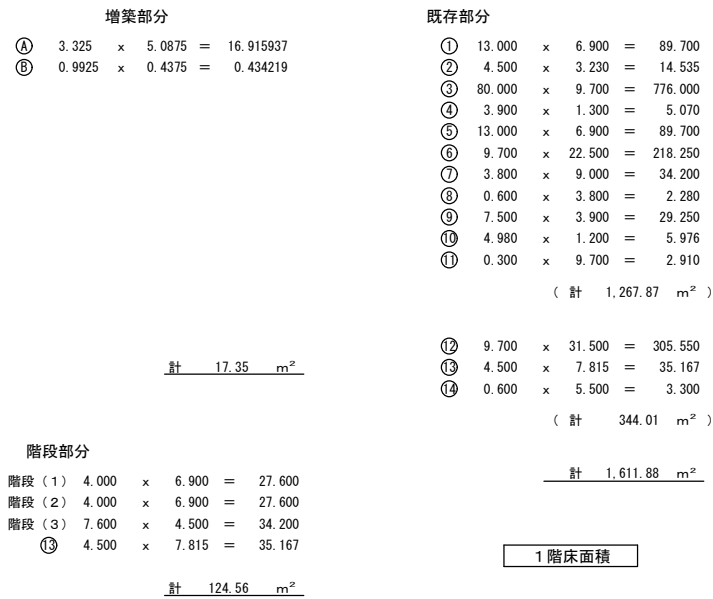 増築部分
Ⓐ 3.325 x 5.0875 = 16.915937
Ⓑ 0.9925 x 0.4375 = 0.434219
計 17.35 m²
階段部分
階段（1） 4.000 x 6.900 = 27.600
階段（2） 4.000 x 6.900 = 27.600
階段（3） 7.600 x 4.500 = 34.200
⑬ 4.500 x 7.815 = 35.167
計 124.56 m²
既存部分
① 13.000 x 6.900 = 89.700
② 4.500 x 3.230 = 14.535
③ 80.000 x 9.700 = 776.000
④ 3.900 x 1.300 = 5.070
⑤ 13.000 x 6.900 = 89.700
⑥ 9.700 x 22.500 = 218.250
⑦ 3.800 x 9.000 = 34.200
⑧ 0.600 x 3.800 = 2.280
⑨ 7.500 x 3.900 = 29.250
⑩ 4.980 x 1.200 = 5.976
⑪ 0.300 x 9.700 = 2.910
（ 計 1,267.87 m² ）
⑫ 9.700 x 31.500 = 305.550
⑬ 4.500 x 7.815 = 35.167
⑭ 0.600 x 5.500 = 3.300
（ 計 344.01 m² ）
計 1,611.88 m²
1階床面積